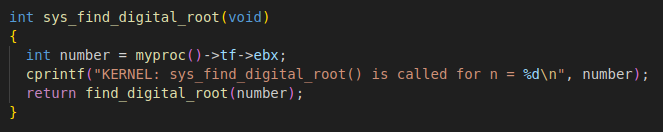 int sys_find_digital_root(void)
{
  int number = myproc()->tf->ebx;
  cprintf("KERNEL: sys_find_digital_root() is called for n = %d\n", number);
  return find_digital_root(number);
}